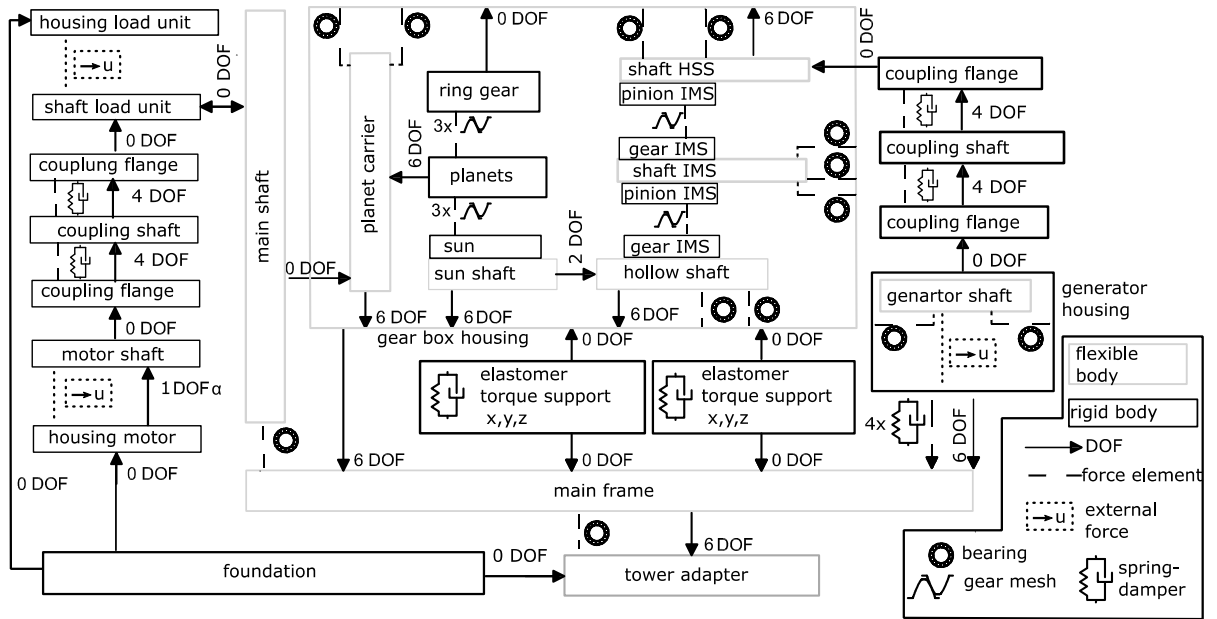 housing load unit
u
0 DOF
shaft load unit
0 DOF
couplung flange
4 DOF
coupling shaft
4 DOF
coupling flange
0 DOF
motor shaft
u
1 DOF α
housing motor
0 DOF
0 DOF
foundation
0 DOF
main shaft
0 DOF
planet carrier
6 DOF
0 DOF
ring gear
3x
planets
3x
sun
sun shaft
2 DOF
6 DOF
6 DOF
gear box housing
6 DOF
shaft HSS
pinion IMS
gear IMS
shaft IMS
pinion IMS
gear IMS
hollow shaft
6 DOF
0 DOF
0 DOF
elastomer
torque support
x,y,z
0 DOF
elastomer
torque support
x,y,z
6 DOF
0 DOF
0 DOF
main frame
6 DOF
tower adapter
0 DOF
coupling flange
4 DOF
coupling shaft
4 DOF
coupling flange
0 DOF
genartor shaft
u
generator
housing
4x
6 DOF
flexible
body
rigid body
DOF
force element
u
external
force
bearing
gear mesh
spring-
damper